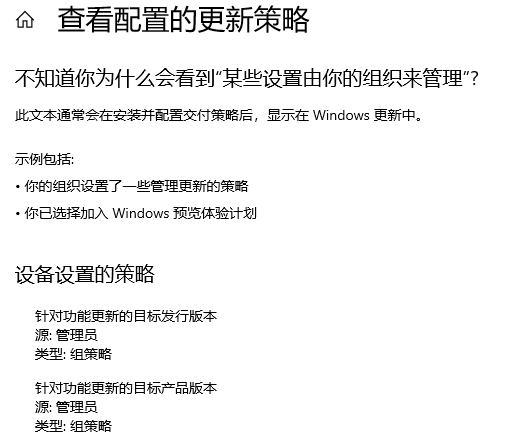 查看配置的更新策略
不知道你为什么会看到“某些设置由你的组织来管理”?
此文本通常会在安装并配置交付策略后，显示在 Windows 更新中。
示例包括:
• 你的组织设置了一些管理更新的策略
• 你已选择加入 Windows 预览体验计划
设备设置的策略
针对功能更新的目标发行版本
源: 管理员
类型: 组策略
针对功能更新的目标产品版本
源: 管理员
类型: 组策略